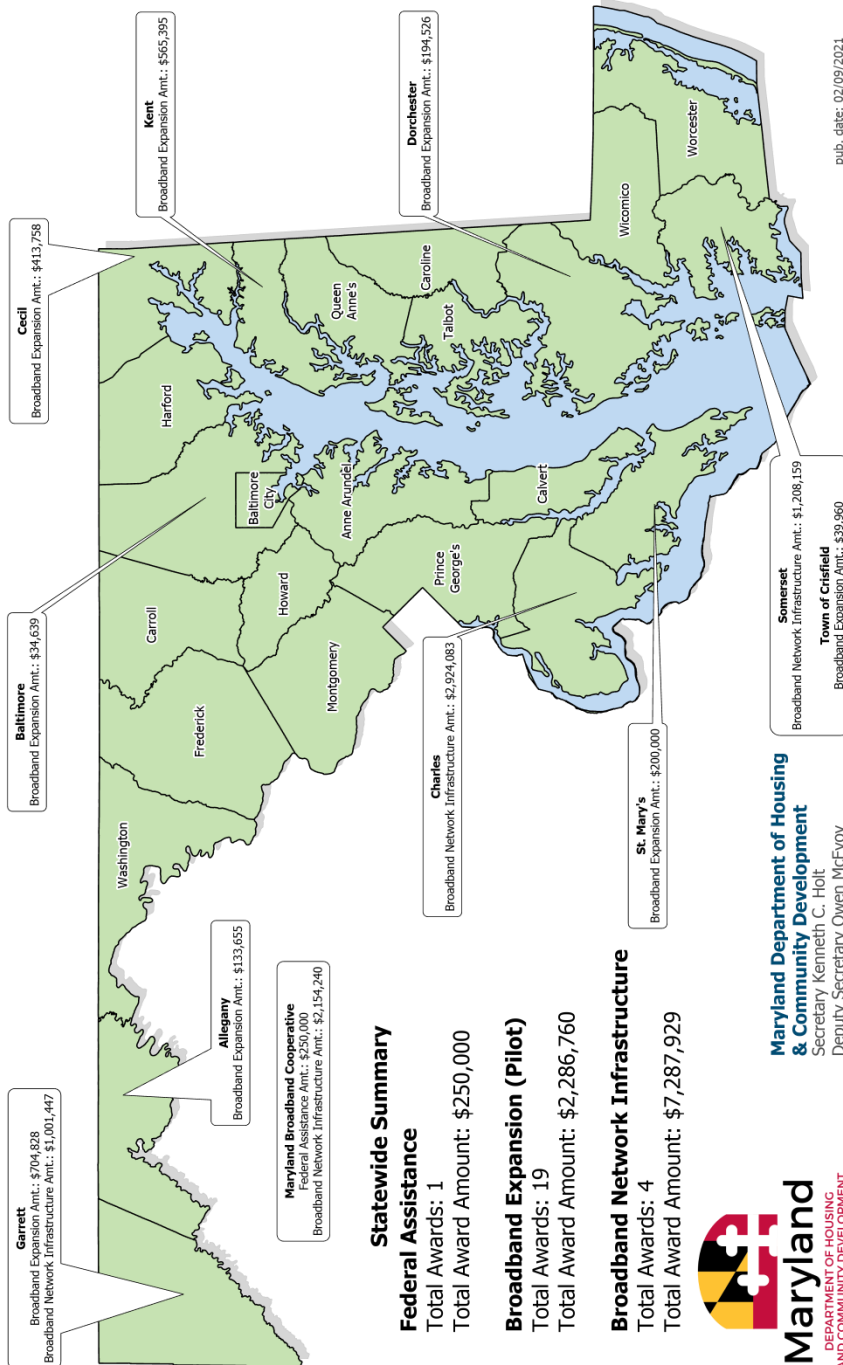 Garrett
Broadband Expansion Amt.: $704,828
Broadband Network Infrastructure Amt.: $1,001,447
Allegany
Broadband Expansion Amt.: $133,655
Maryland Broadband Cooperative
Federal Assistance Amt.: $250,000
Broadband Network Infrastructure Amt.: $2,154,240
Baltimore
Broadband Expansion Amt.: $34,639
Cecil
Broadband Expansion Amt.: $413,758
Kent
Broadband Expansion Amt.: $565,395
Dorchester
Broadband Expansion Amt.: $194,526
Charles
Broadband Network Infrastructure Amt.: $2,924,083
St. Mary's
Broadband Expansion Amt.: $200,000
Somerset
Broadband Network Infrastructure Amt.: $1,208,159
Town of Crisfield
Broadband Expansion Amt.: $39,960
Washington
Frederick
Carroll
Montgomery
Howard
Baltimore
City
Harford
Anne Arundel
Prince
George's
Calvert
Queen
Anne's
Caroline
Talbot
Wicomico
Worcester
Statewide Summary
Federal Assistance
Total Awards: 1
Total Award Amount: $250,000
Broadband Expansion (Pilot)
Total Awards: 19
Total Award Amount: $2,286,760
Broadband Network Infrastructure
Total Awards: 4
Total Award Amount: $7,287,929
Maryland
DEPARTMENT OF HOUSING
AND COMMUNITY DEVELOPMENT
Maryland Department of Housing
& Community Development
Secretary Kenneth C. Holt
Deputy Secretary Owen McEvoy
pub. date: 02/09/2021